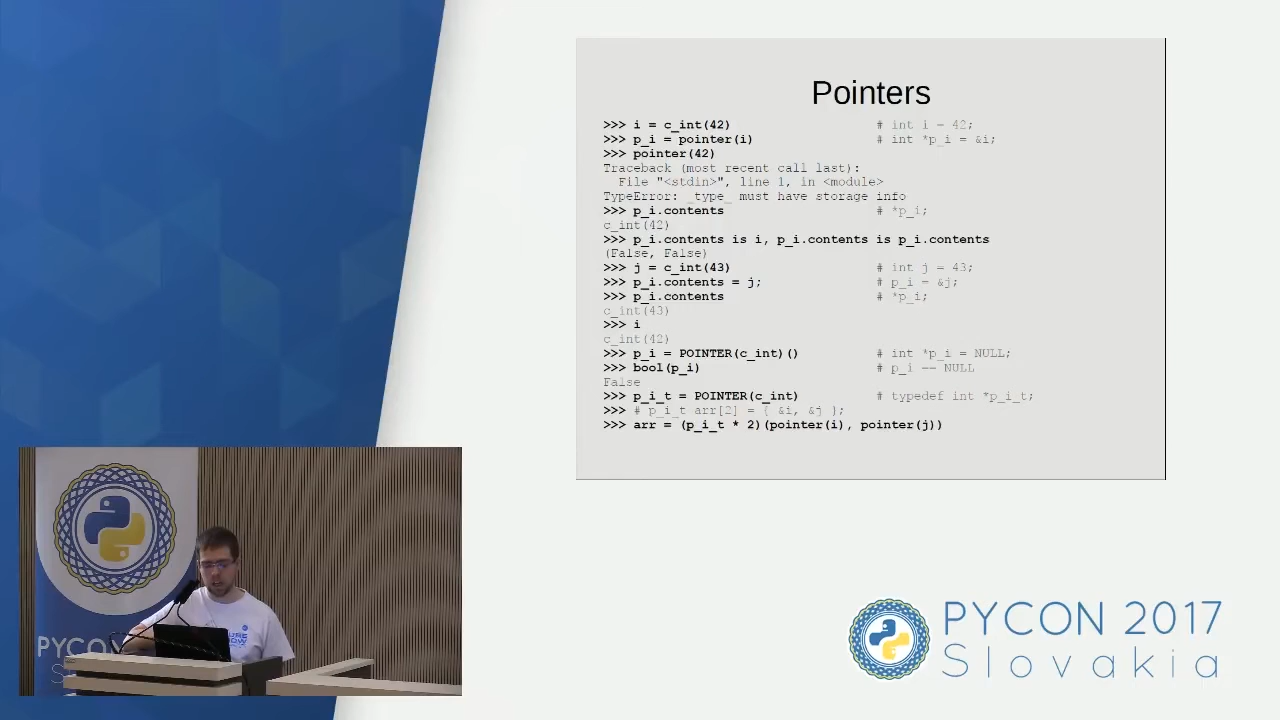 Pointers
>>> i = c_int(42) # int i = 42;
>>> p_i = pointer(i) # int *p_i = &i;
>>> pointer(42)
Traceback (most recent call last):
File "<stdin>", line 1, in <module>
TypeError: _type_ must have storage info
>>> p_i.contents # *p_i;
c_int(42)
>>> p_i.contents is i, p_i.contents is p_i.contents
(False, False)
>>> j = c_int(43) # int j = 43;
>>> p_i.contents = j; # p_i = &j;
>>> p_i.contents # *p_i;
c_int(43)
>>> i
c_int(42)
>>> p_i = POINTER(c_int)() # int *p_i = NULL;
>>> bool(p_i) # p_i == NULL
False
>>> p_i_t = POINTER(c_int) # typedef int *p_i_t;
>>> # p_i_t arr[2] = { &i, &j };
>>> arr = (p_i_t * 2)(pointer(i), pointer(j))
PYCON
PYCON 2017
Slovakia